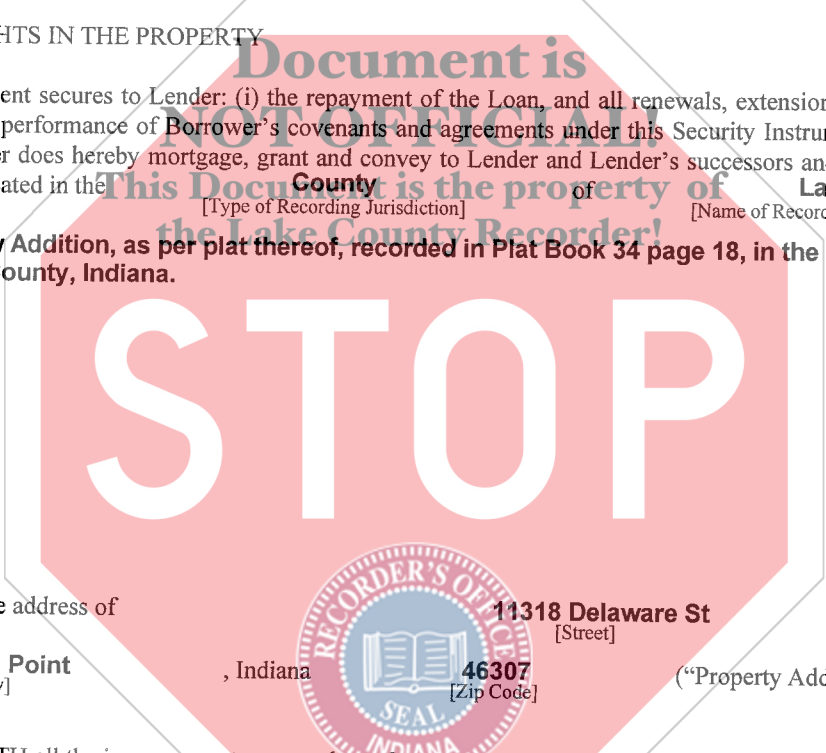 HTS IN THE PROPERTY
Document is
ent secures to Lender: (i) the repayment of the Loan, and all renewals, extension
NOT OFFICIAL!
performance of Borrower's covenants and agreements under this Security Instru
r does hereby mortgage, grant and convey to Lender and Lender's successors an
ated in the County of La
This Document is the property of
[Type of Recording Jurisdiction] [Name of Record
the Lake County Recorder!
y Addition, as per plat thereof, recorded in Plat Book 34 page 18, in the
ounty, Indiana.
STOP
RECORDER'S OFFICE
e address of 11318 Delaware St
[Street]
Point , Indiana 46307 ("Property Add
y] [Zip Code]
SEAL
INDIANA